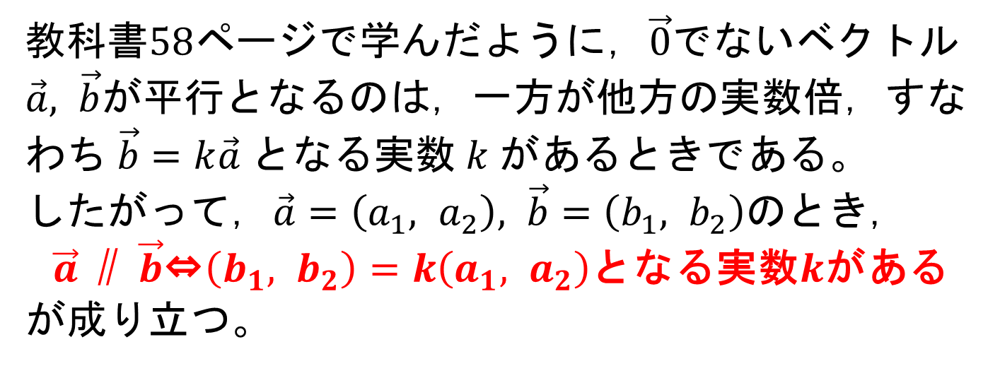 教科書58ページで学んだように，$\vec{0}$でないベクトル
$\vec{a}$, $\vec{b}$が平行となるのは，一方が他方の実数倍，すな
わち $\vec{b} = k\vec{a}$ となる実数 $k$ があるときである。
したがって，$\vec{a} = (a_1, a_2)$, $\vec{b} = (b_1, b_2)$のとき，
$\vec{a} ⫽ \vec{b}$⇔$(b_1, b_2) = k(a_1, a_2)$となる実数$k$がある
が成り立つ。